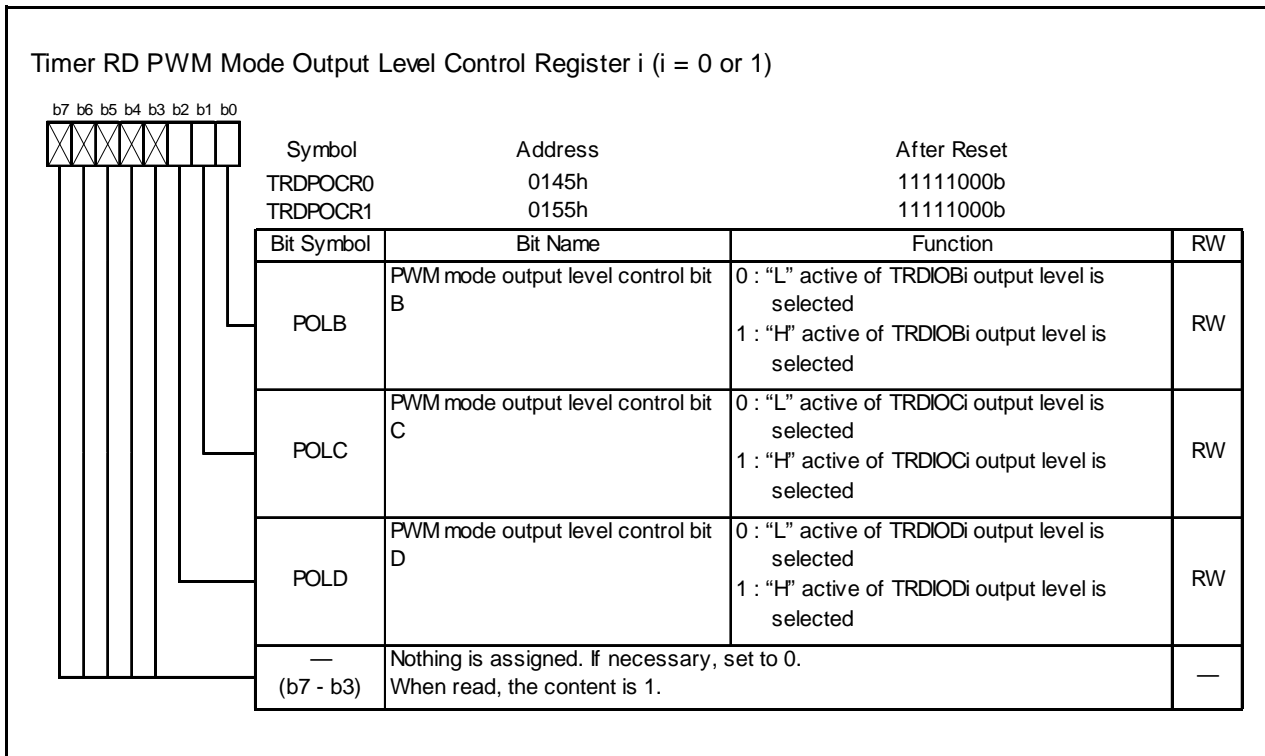 Timer RD PWM Mode Output Level Control Register i (i = 0 or 1)
b7 b6 b5 b4 b3 b2 b1 b0
Symbol Address After Reset
TRDPOCR0 0145h 11111000b
TRDPOCR1 0155h 11111000b
Bit Symbol Bit Name Function RW
POLB PWM mode output level control bit B 0 : “L” active of TRDIOBi output level is
selected
1 : “H” active of TRDIOBi output level is
selected RW
POLC PWM mode output level control bit C 0 : “L” active of TRDIOCi output level is
selected
1 : “H” active of TRDIOCi output level is
selected RW
POLD PWM mode output level control bit D 0 : “L” active of TRDIODi output level is
selected
1 : “H” active of TRDIODi output level is
selected RW
— Nothing is assigned. If necessary, set to 0. —
(b7 - b3) When read, the content is 1.